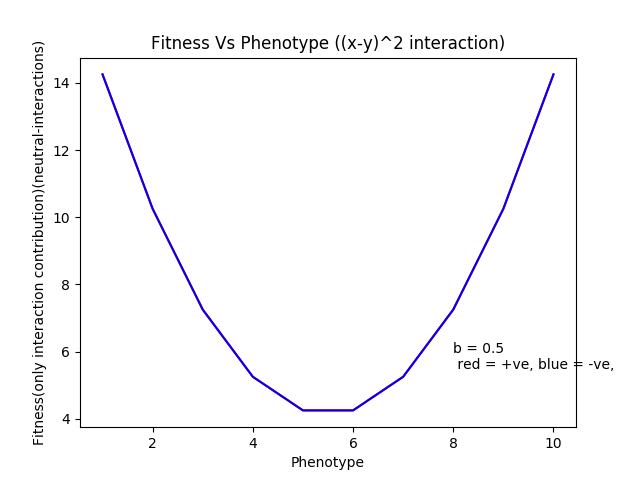 Fitness Vs Phenotype ((x-y)^2 interaction)
Fitness(only interaction contribution)(neutral-interactions)
14
12
10
8
6
4
b = 0.5
red = +ve, blue = -ve,
2
4
6
8
10
Phenotype